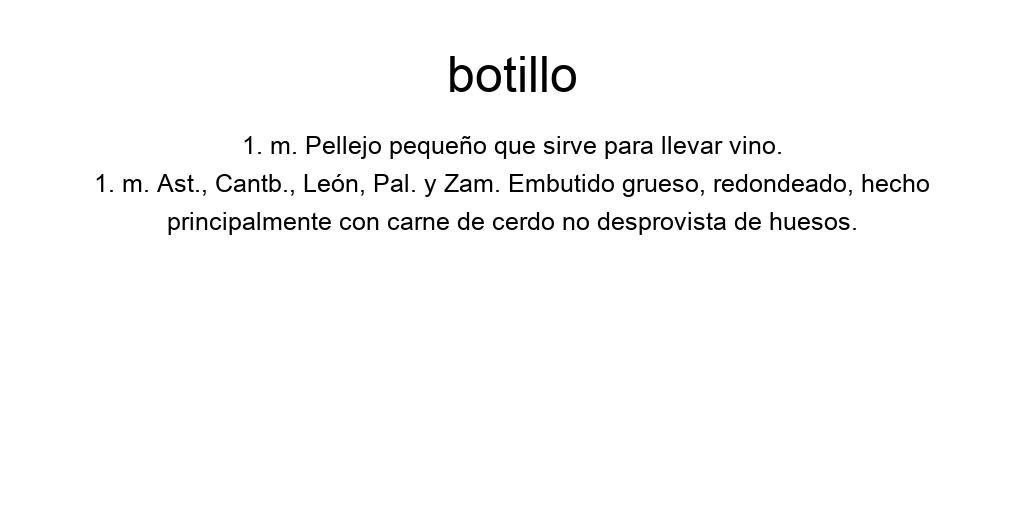 botillo
1. m. Pellejo pequeño que sirve para llevar vino.
1. m. Ast., Cantb., León, Pal. y Zam. Embutido grueso, redondeado, hecho
principalmente con carne de cerdo no desprovista de huesos.